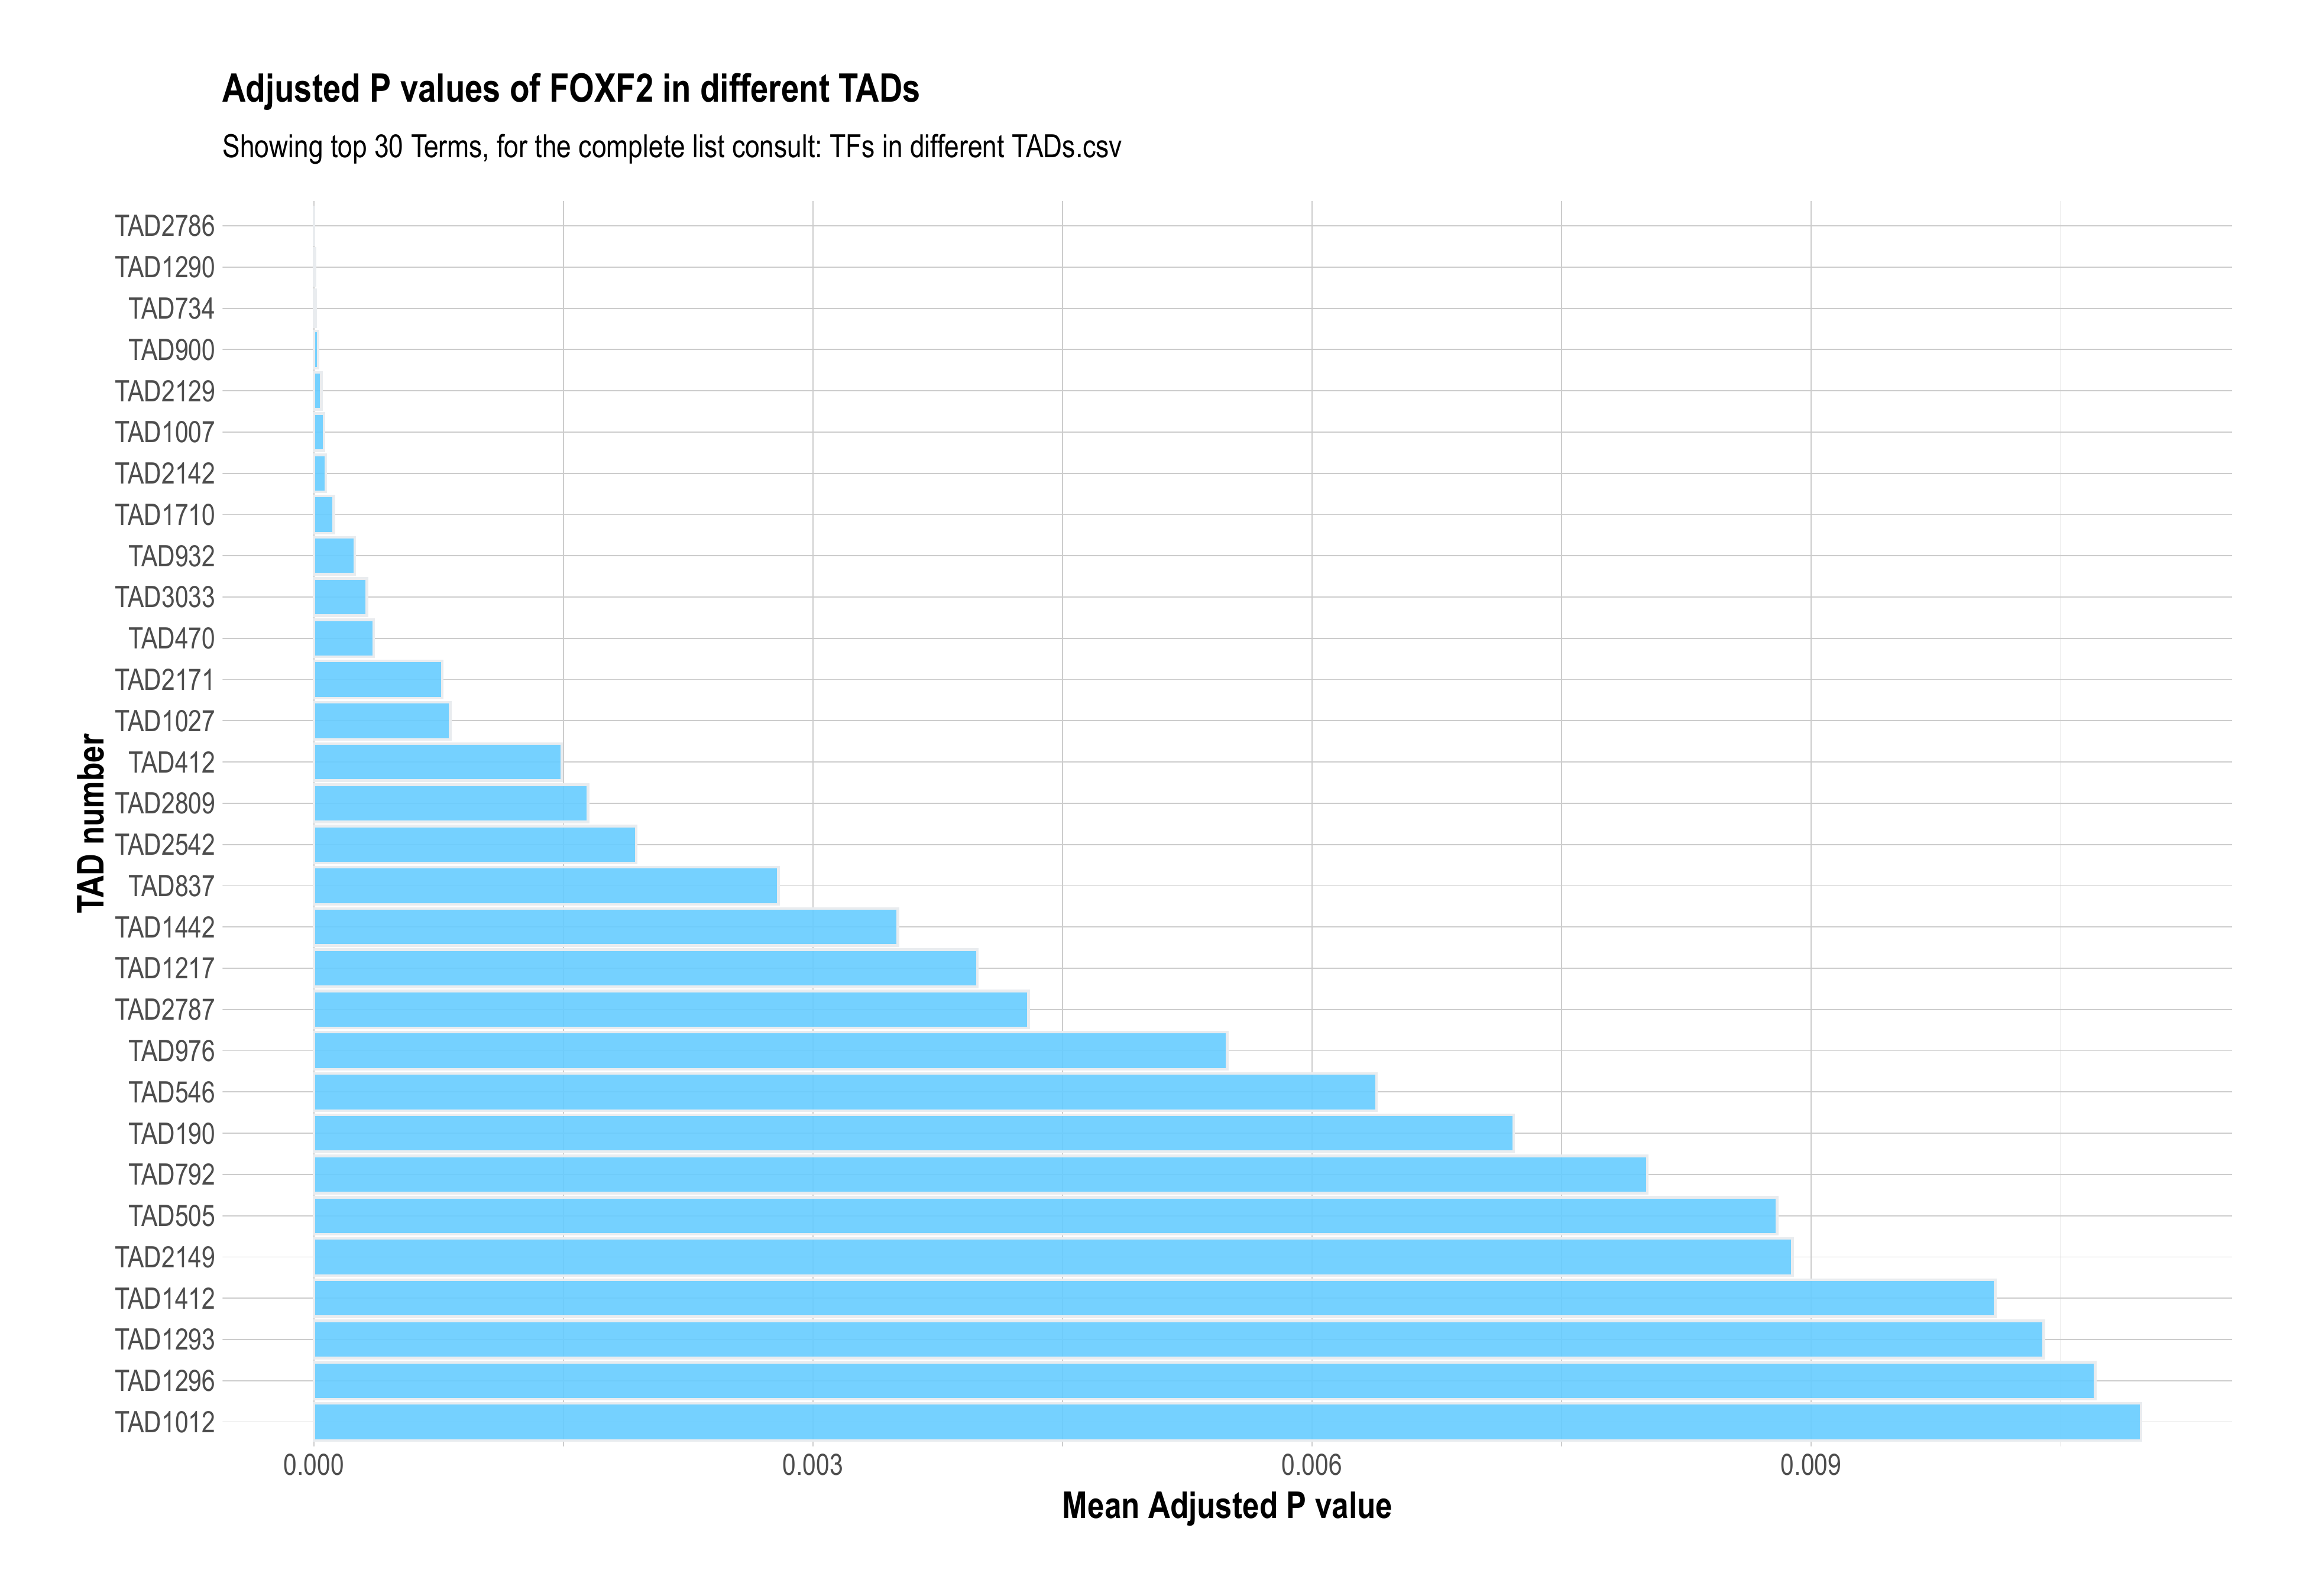 Adjusted P values of FOXF2 in different TADs
Showing top 30 Terms, for the complete list consult: TFs in different TADs.csv
TAD number
TAD2786
TAD1290
TAD734
TAD900
TAD2129
TAD1007
TAD2142
TAD1710
TAD932
TAD3033
TAD470
TAD2171
TAD1027
TAD412
TAD2809
TAD2542
TAD837
TAD1442
TAD1217
TAD2787
TAD976
TAD546
TAD190
TAD792
TAD505
TAD2149
TAD1412
TAD1293
TAD1296
TAD1012
0.000 0.003 0.006 0.009
Mean Adjusted P value